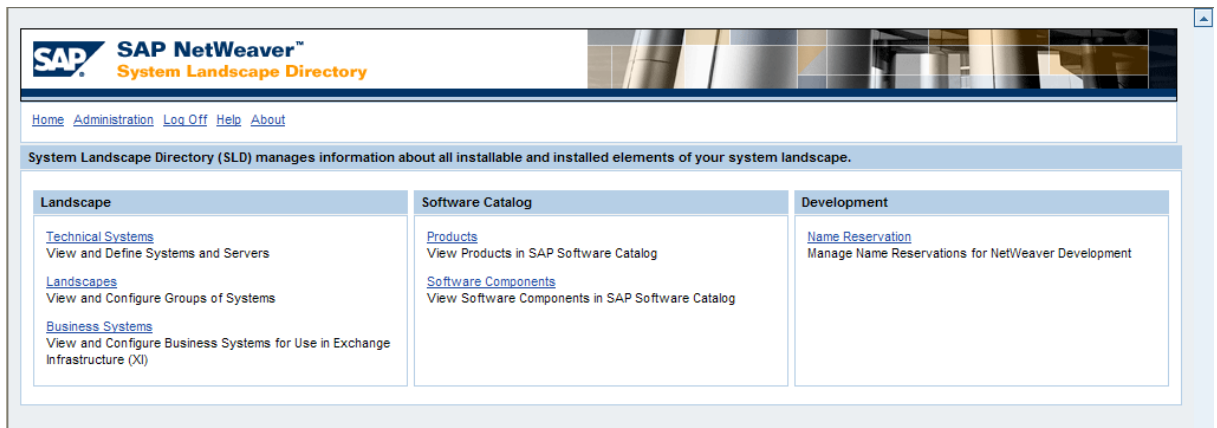 SAP
SAP NetWeaver™
System Landscape Directory
Home Administration Log Off Help About
System Landscape Directory (SLD) manages information about all installable and installed elements of your system landscape.
Landscape
Technical Systems
View and Define Systems and Servers
Landscapes
View and Configure Groups of Systems
Business Systems
View and Configure Business Systems for Use in Exchange
Infrastructure (XI)
Software Catalog
Products
View Products in SAP Software Catalog
Software Components
View Software Components in SAP Software Catalog
Development
Name Reservation
Manage Name Reservations for NetWeaver Development